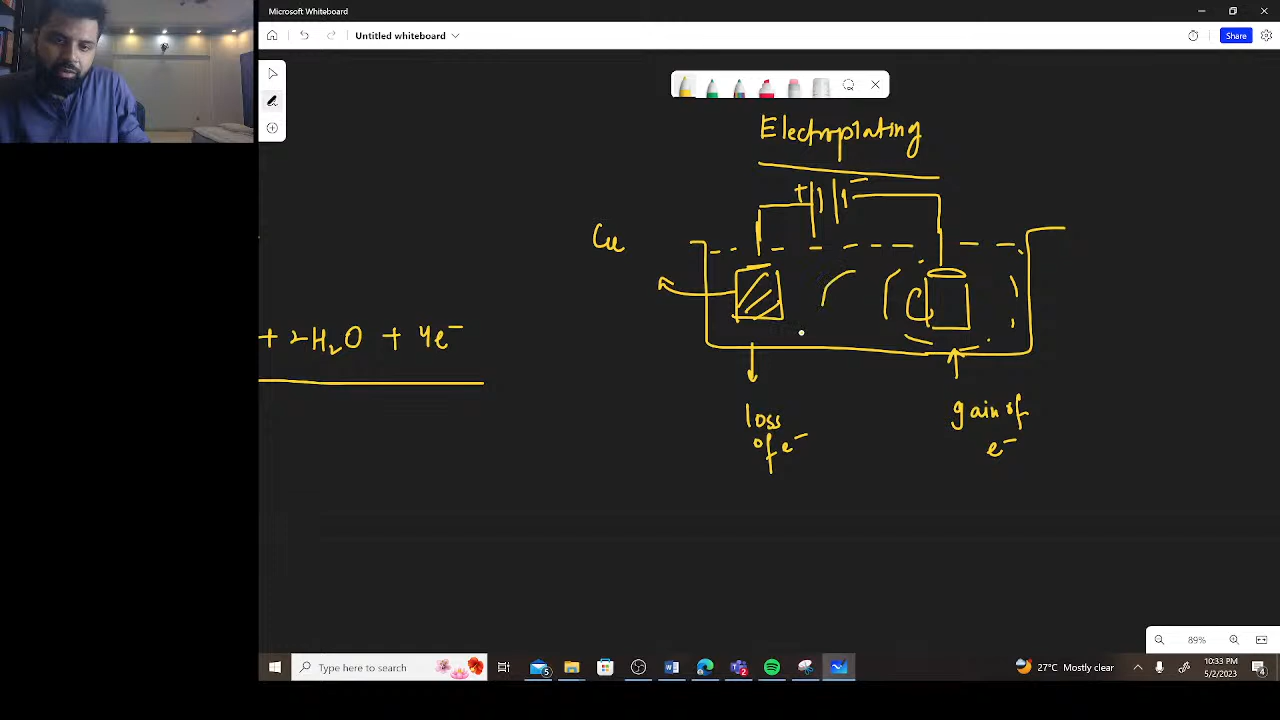 Microsoft Whiteboard
Untitled whiteboard
Share
Electroplating
+ −
Cu
+ 2H₂O + 4e⁻
loss
of e⁻
gain of
e⁻
89%
Type here to search
27°C Mostly clear
10:33 PM
5/2/2023